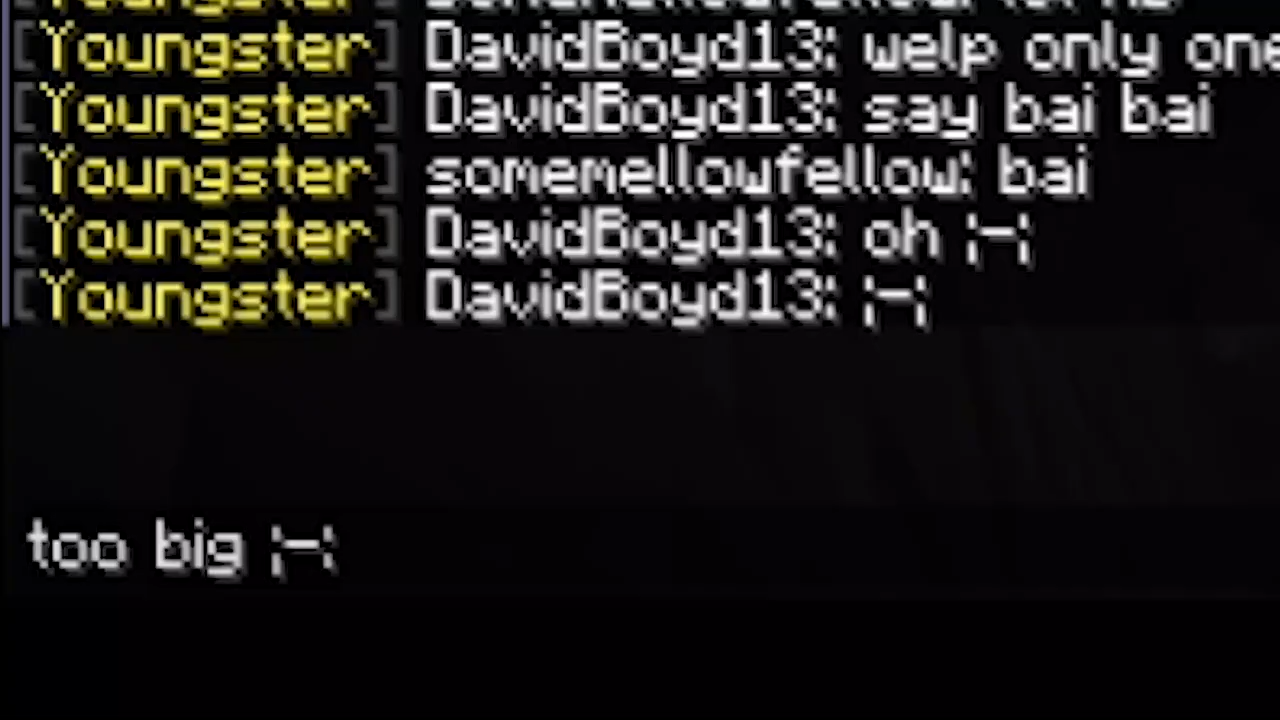 [Youngster]
[Youngster] DavidBoyd13: welp only one
[Youngster] DavidBoyd13: say bai bai
[Youngster] somemellowfellow: bai
[Youngster] DavidBoyd13: oh ;-;
[Youngster] DavidBoyd13: ;-;
too big ;-;